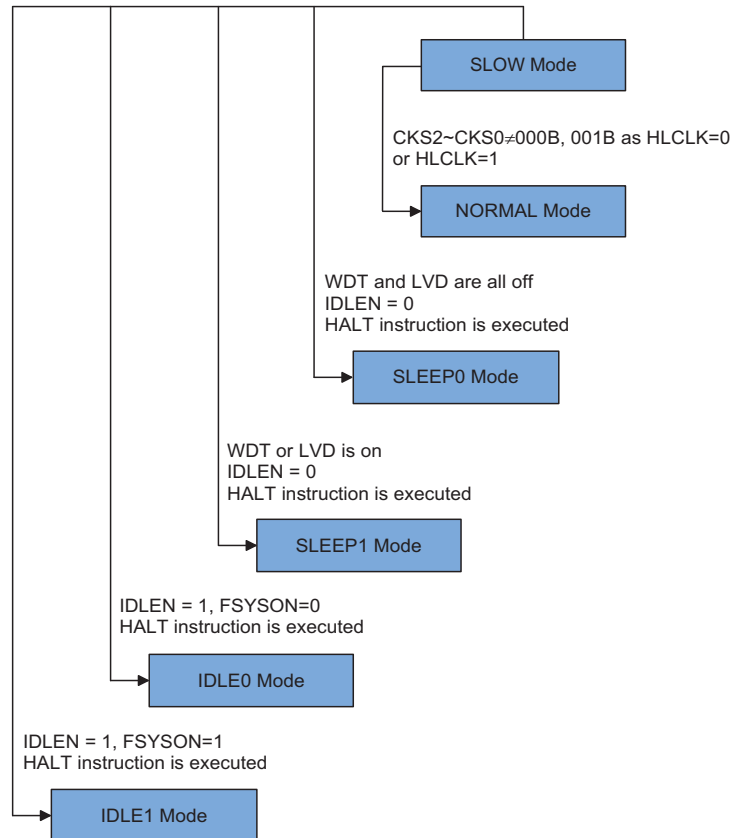 SLOW Mode
CKS2~CKS0≠000B, 001B as HLCLK=0
or HLCLK=1
NORMAL Mode
WDT and LVD are all off
IDLEN = 0
HALT instruction is executed
SLEEP0 Mode
WDT or LVD is on
IDLEN = 0
HALT instruction is executed
SLEEP1 Mode
IDLEN = 1, FSYSON=0
HALT instruction is executed
IDLE0 Mode
IDLEN = 1, FSYSON=1
HALT instruction is executed
IDLE1 Mode